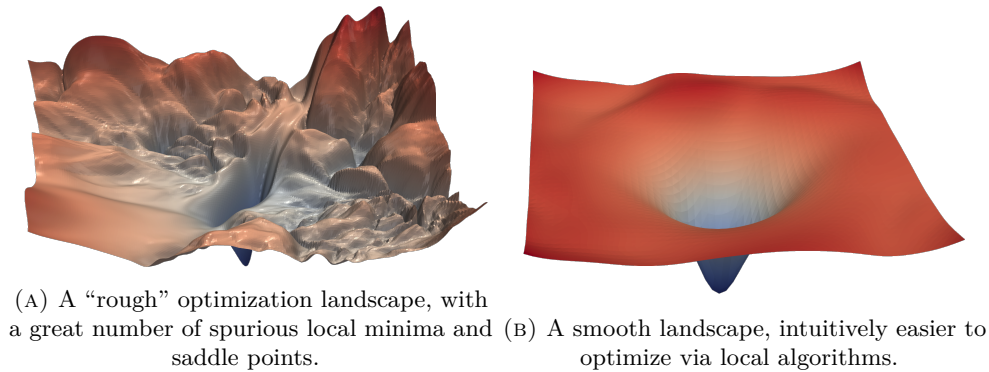 (A) A “rough” optimization landscape, with
a great number of spurious local minima and
saddle points.
(B) A smooth landscape, intuitively easier to
optimize via local algorithms.